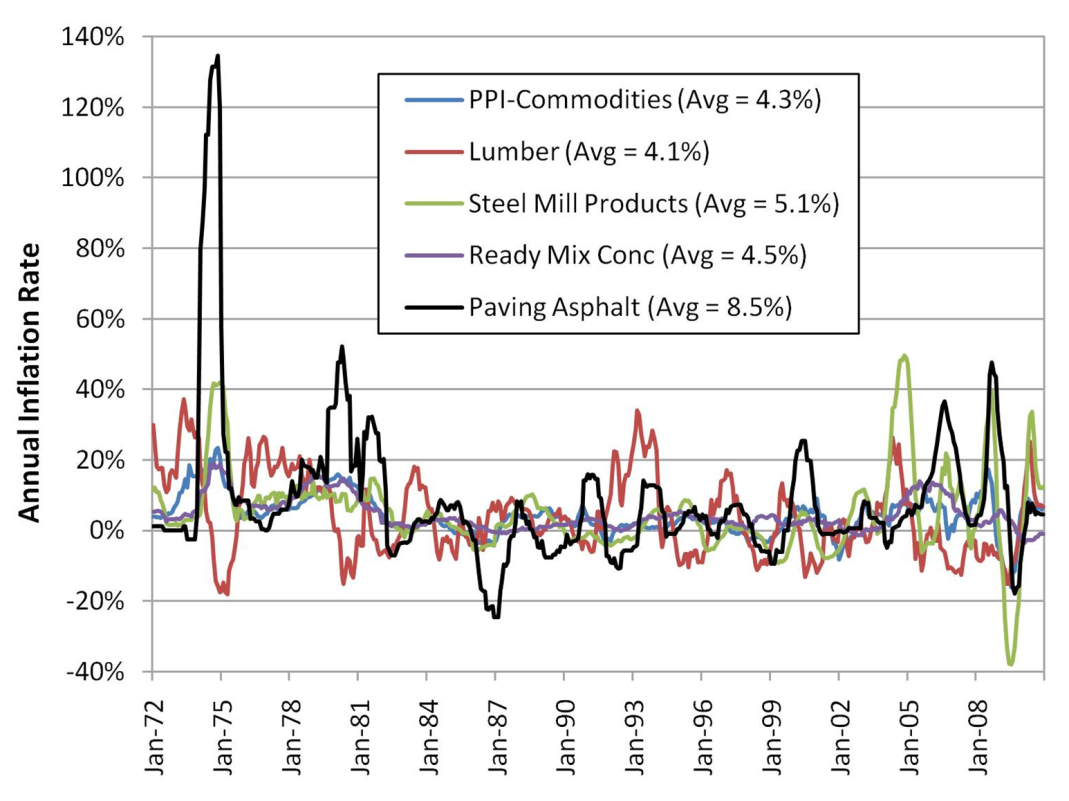 140%
120%
100%
80%
60%
40%
20%
0%
-20%
-40%
Annual Inflation Rate
PPI-Commodities (Avg = 4.3%)
Lumber (Avg = 4.1%)
Steel Mill Products (Avg = 5.1%)
Ready Mix Conc (Avg = 4.5%)
Paving Asphalt (Avg = 8.5%)
Jan-72
Jan-75
Jan-78
Jan-81
Jan-84
Jan-87
Jan-90
Jan-93
Jan-96
Jan-99
Jan-02
Jan-05
Jan-08